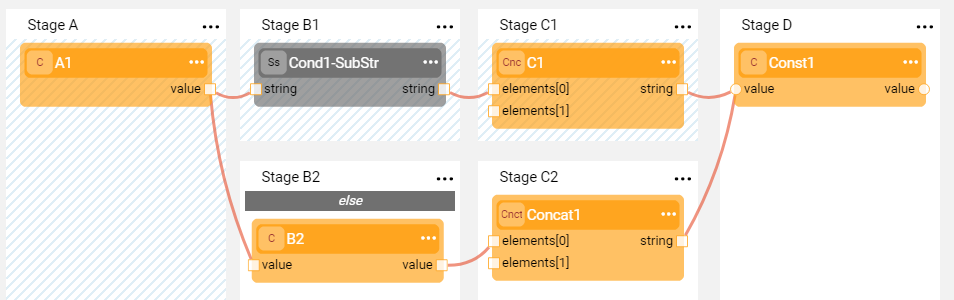 Stage A
C A1
value
Stage B1
Ss Cond1-SubStr
string string
Stage C1
Cnc C1
elements[0] string
elements[1]
Stage D
C Const1
value value
Stage B2
else
C B2
value value
Stage C2
Cnct Concat1
elements[0] string
elements[1]